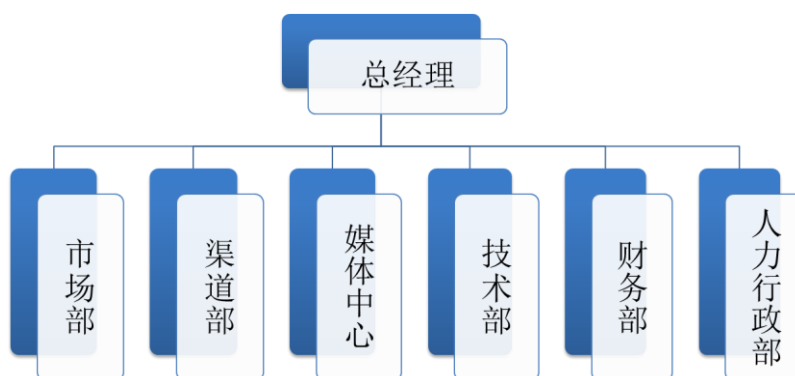 总经理
市场部
渠道部
媒体中心
技术部
财务部
人力行政部